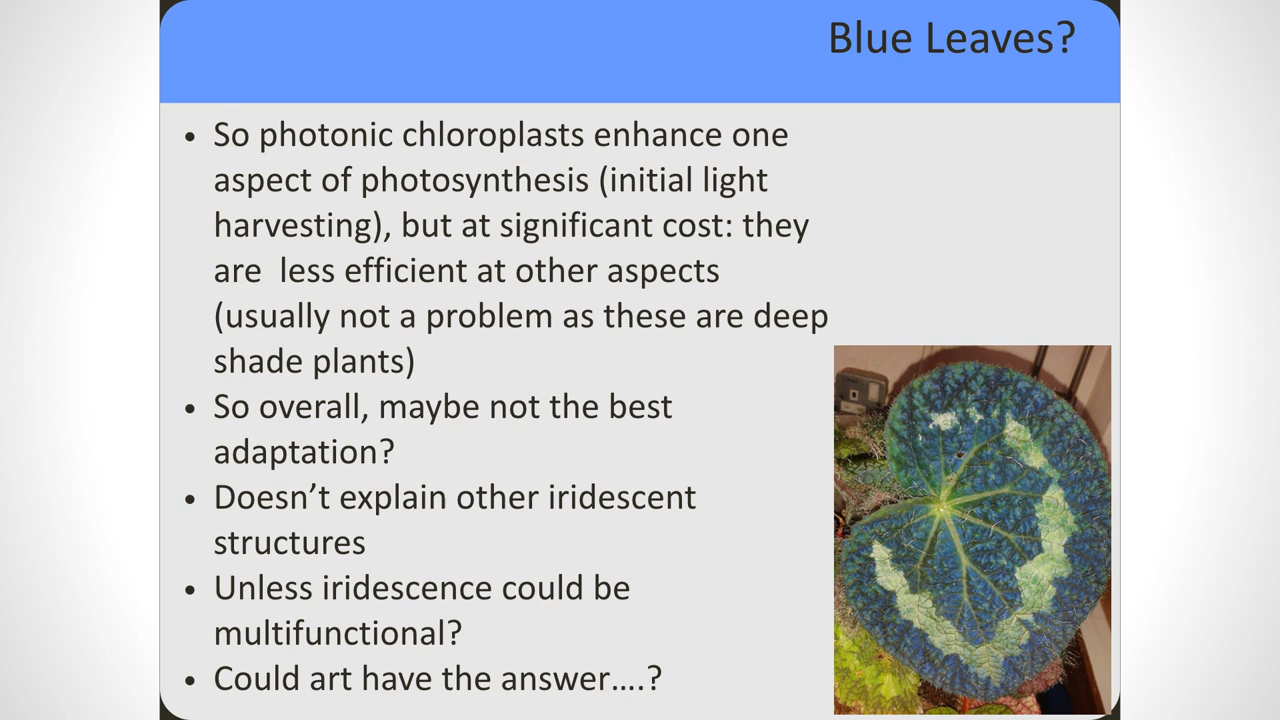 Blue Leaves?
• So photonic chloroplasts enhance one
aspect of photosynthesis (initial light
harvesting), but at significant cost: they
are  less efficient at other aspects
(usually not a problem as these are deep
shade plants)
• So overall, maybe not the best
adaptation?
• Doesn’t explain other iridescent
structures
• Unless iridescence could be
multifunctional?
• Could art have the answer….?